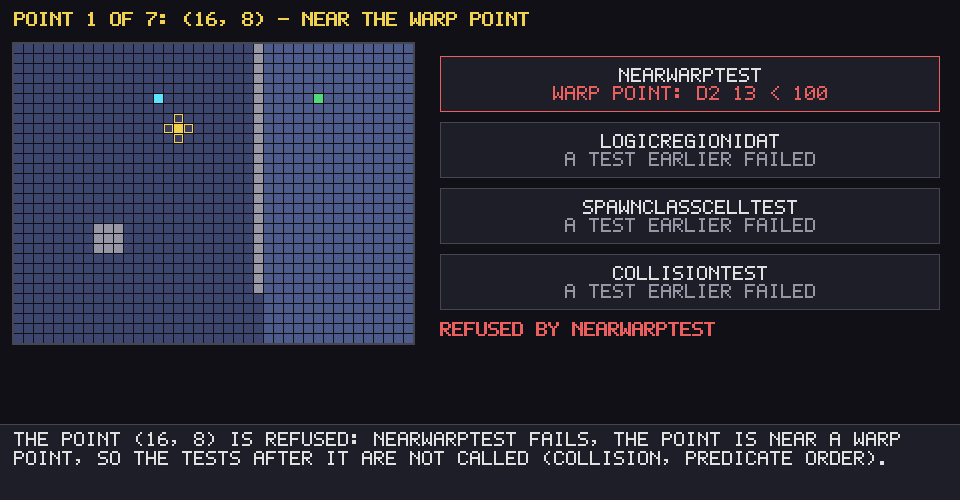 POINT 1 OF 7: (16, 8) - NEAR THE WARP POINT
NEARWARPTEST
WARP POINT: D2 13 < 100
LOGICREGIONIDAT
A TEST EARLIER FAILED
SPAWNCLASSCELLTEST
A TEST EARLIER FAILED
COLLISIONTEST
A TEST EARLIER FAILED
REFUSED BY NEARWARPTEST
THE POINT (16, 8) IS REFUSED: NEARWARPTEST FAILS, THE POINT IS NEAR A WARP
POINT, SO THE TESTS AFTER IT ARE NOT CALLED (COLLISION, PREDICATE ORDER).